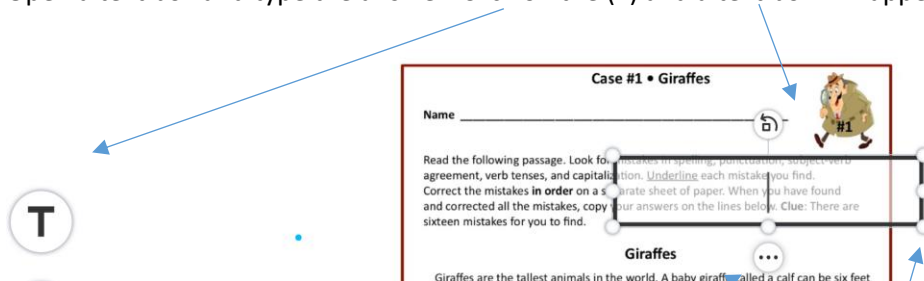 Open a text box and type the answer here. Click the (T) and a text box will appear
Case #1 • Giraffes
Name
#1
Read the following passage. Look for mistakes in spelling, punctuation, subject-verb
agreement, verb tenses, and capitalization. Underline each mistake you find.
Correct the mistakes in order on a separate sheet of paper. When you have found
and corrected all the mistakes, copy your answers on the lines below. Clue: There are
sixteen mistakes for you to find.
T
Giraffes
Giraffes are the tallest animals in the world. A baby giraffe called a calf can be six feet